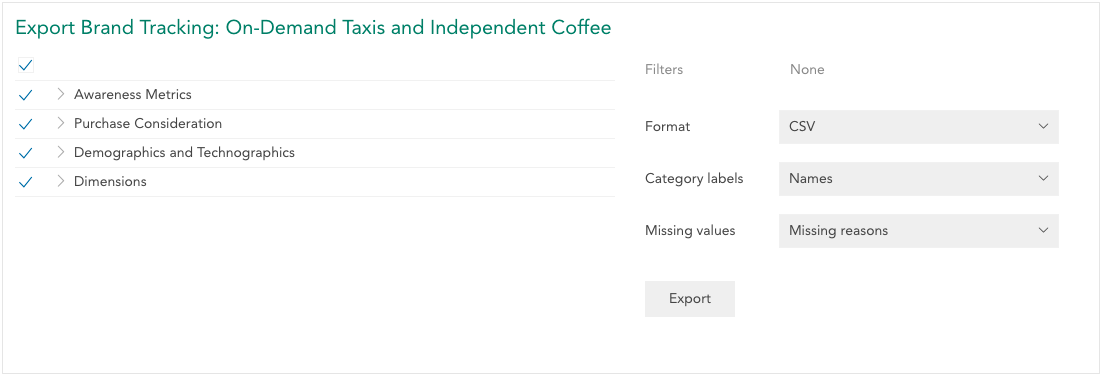 Export Brand Tracking: On-Demand Taxis and Independent Coffee
Awareness Metrics
Purchase Consideration
Demographics and Technographics
Dimensions
Filters None
Format CSV
Category labels Names
Missing values Missing reasons
Export